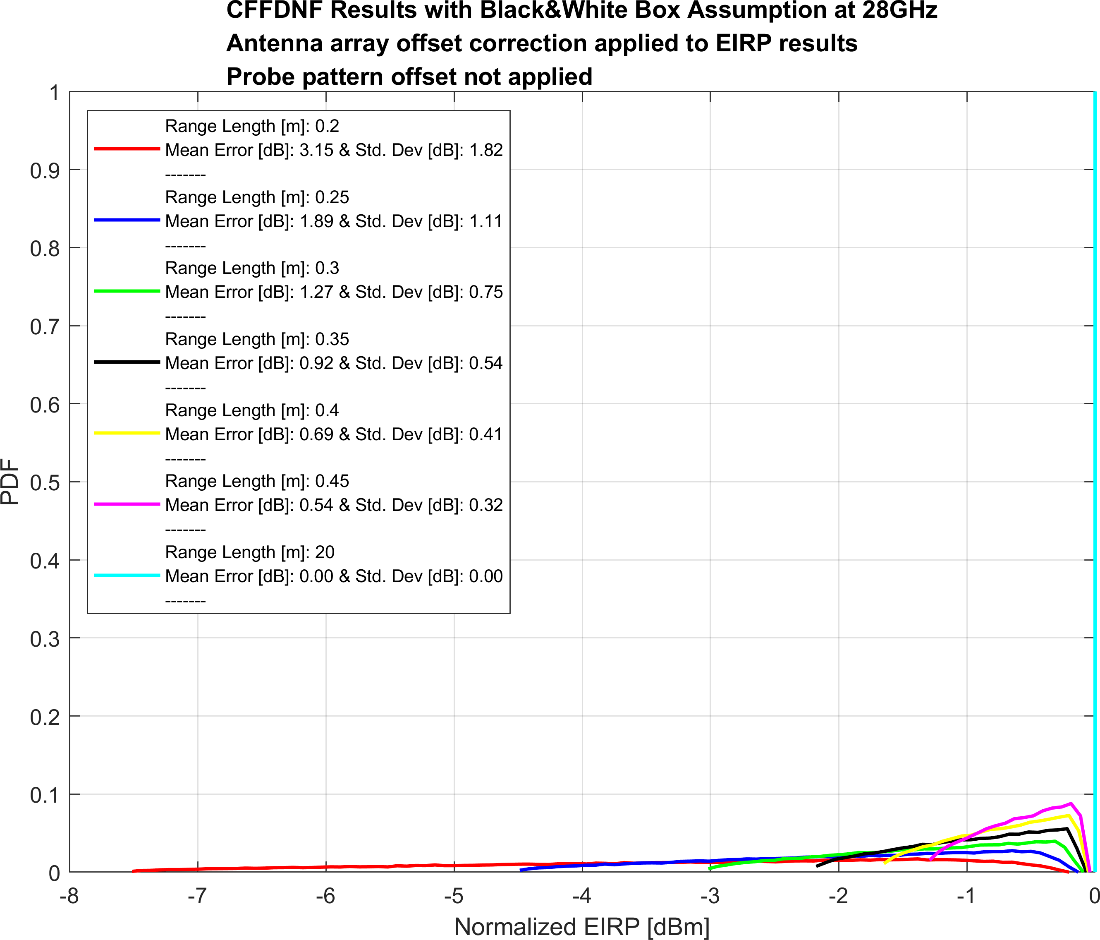 CFFDNF Results with Black&White Box Assumption at 28GHz
Antenna array offset correction applied to EIRP results
Probe pattern offset not applied
1
0.9
0.8
0.7
0.6
0.5
0.4
0.3
0.2
0.1
0
PDF
Range Length [m]: 0.2
Mean Error [dB]: 3.15 & Std. Dev [dB]: 1.82
-------
Range Length [m]: 0.25
Mean Error [dB]: 1.89 & Std. Dev [dB]: 1.11
-------
Range Length [m]: 0.3
Mean Error [dB]: 1.27 & Std. Dev [dB]: 0.75
-------
Range Length [m]: 0.35
Mean Error [dB]: 0.92 & Std. Dev [dB]: 0.54
-------
Range Length [m]: 0.4
Mean Error [dB]: 0.69 & Std. Dev [dB]: 0.41
-------
Range Length [m]: 0.45
Mean Error [dB]: 0.54 & Std. Dev [dB]: 0.32
-------
Range Length [m]: 20
Mean Error [dB]: 0.00 & Std. Dev [dB]: 0.00
-------
-8 -7 -6 -5 -4 -3 -2 -1 0
Normalized EIRP [dBm]